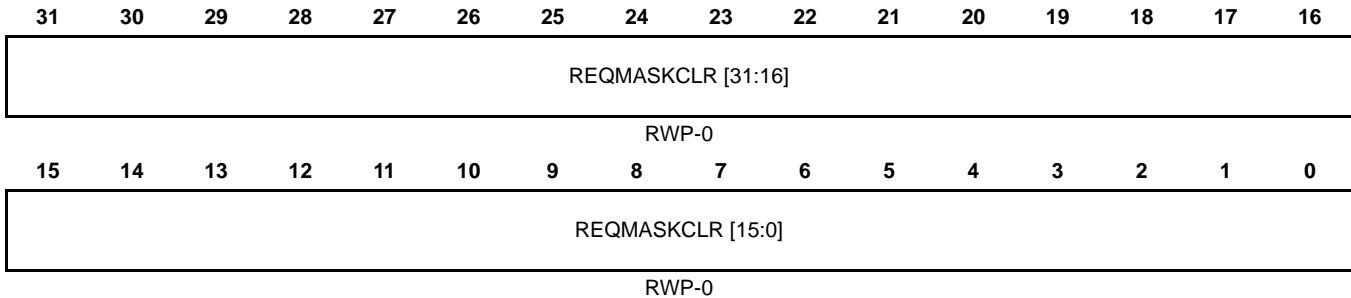 31 30 29 28 27 26 25 24 23 22 21 20 19 18 17 16
REQMASKCLR [31:16]
RWP-0
15 14 13 12 11 10 9 8 7 6 5 4 3 2 1 0
REQMASKCLR [15:0]
RWP-0